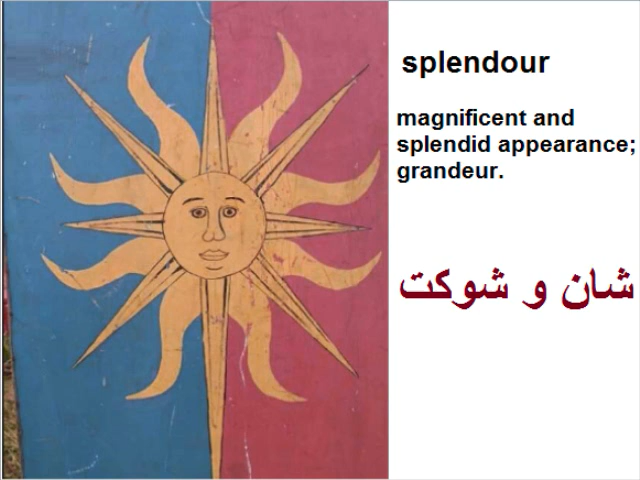 splendour
magnificent and
splendid appearance;
grandeur.
شان و شوکت